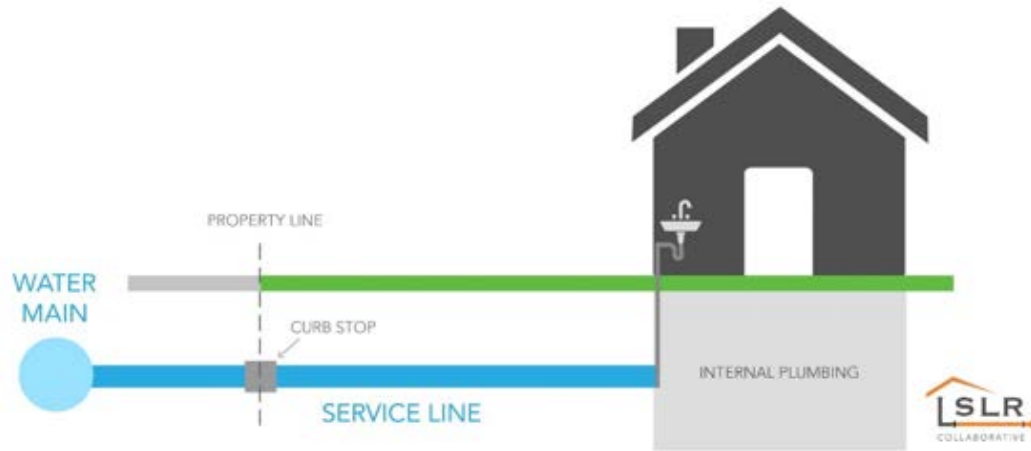 PROPERTY LINE
WATER
MAIN
CURB STOP
SERVICE LINE
INTERNAL PLUMBING
LSLR
COLLABORATIVE